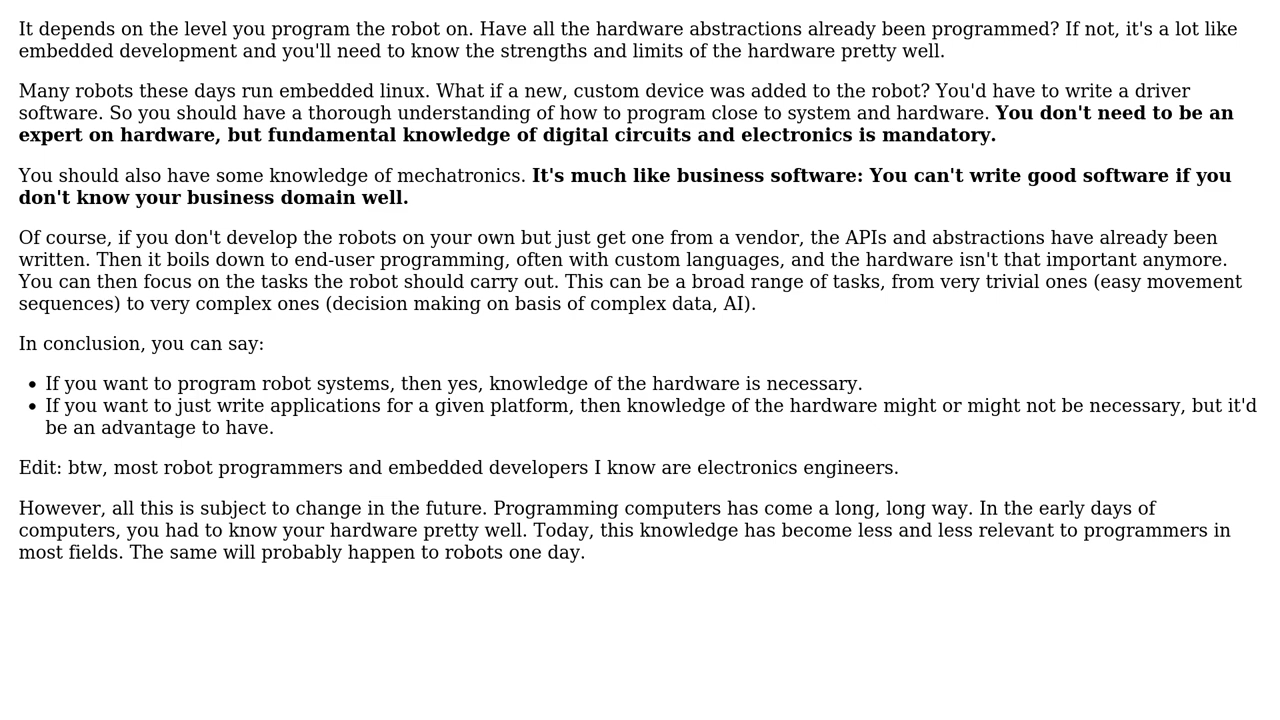 It depends on the level you program the robot on. Have all the hardware abstractions already been programmed? If not, it's a lot like
embedded development and you'll need to know the strengths and limits of the hardware pretty well.
Many robots these days run embedded linux. What if a new, custom device was added to the robot? You'd have to write a driver
software. So you should have a thorough understanding of how to program close to system and hardware. You don't need to be an
expert on hardware, but fundamental knowledge of digital circuits and electronics is mandatory.
You should also have some knowledge of mechatronics. It's much like business software: You can't write good software if you
don't know your business domain well.
Of course, if you don't develop the robots on your own but just get one from a vendor, the APIs and abstractions have already been
written. Then it boils down to end-user programming, often with custom languages, and the hardware isn't that important anymore.
You can then focus on the tasks the robot should carry out. This can be a broad range of tasks, from very trivial ones (easy movement
sequences) to very complex ones (decision making on basis of complex data, AI).
In conclusion, you can say:
• If you want to program robot systems, then yes, knowledge of the hardware is necessary.
• If you want to just write applications for a given platform, then knowledge of the hardware might or might not be necessary, but it'd
be an advantage to have.
Edit: btw, most robot programmers and embedded developers I know are electronics engineers.
However, all this is subject to change in the future. Programming computers has come a long, long way. In the early days of
computers, you had to know your hardware pretty well. Today, this knowledge has become less and less relevant to programmers in
most fields. The same will probably happen to robots one day.